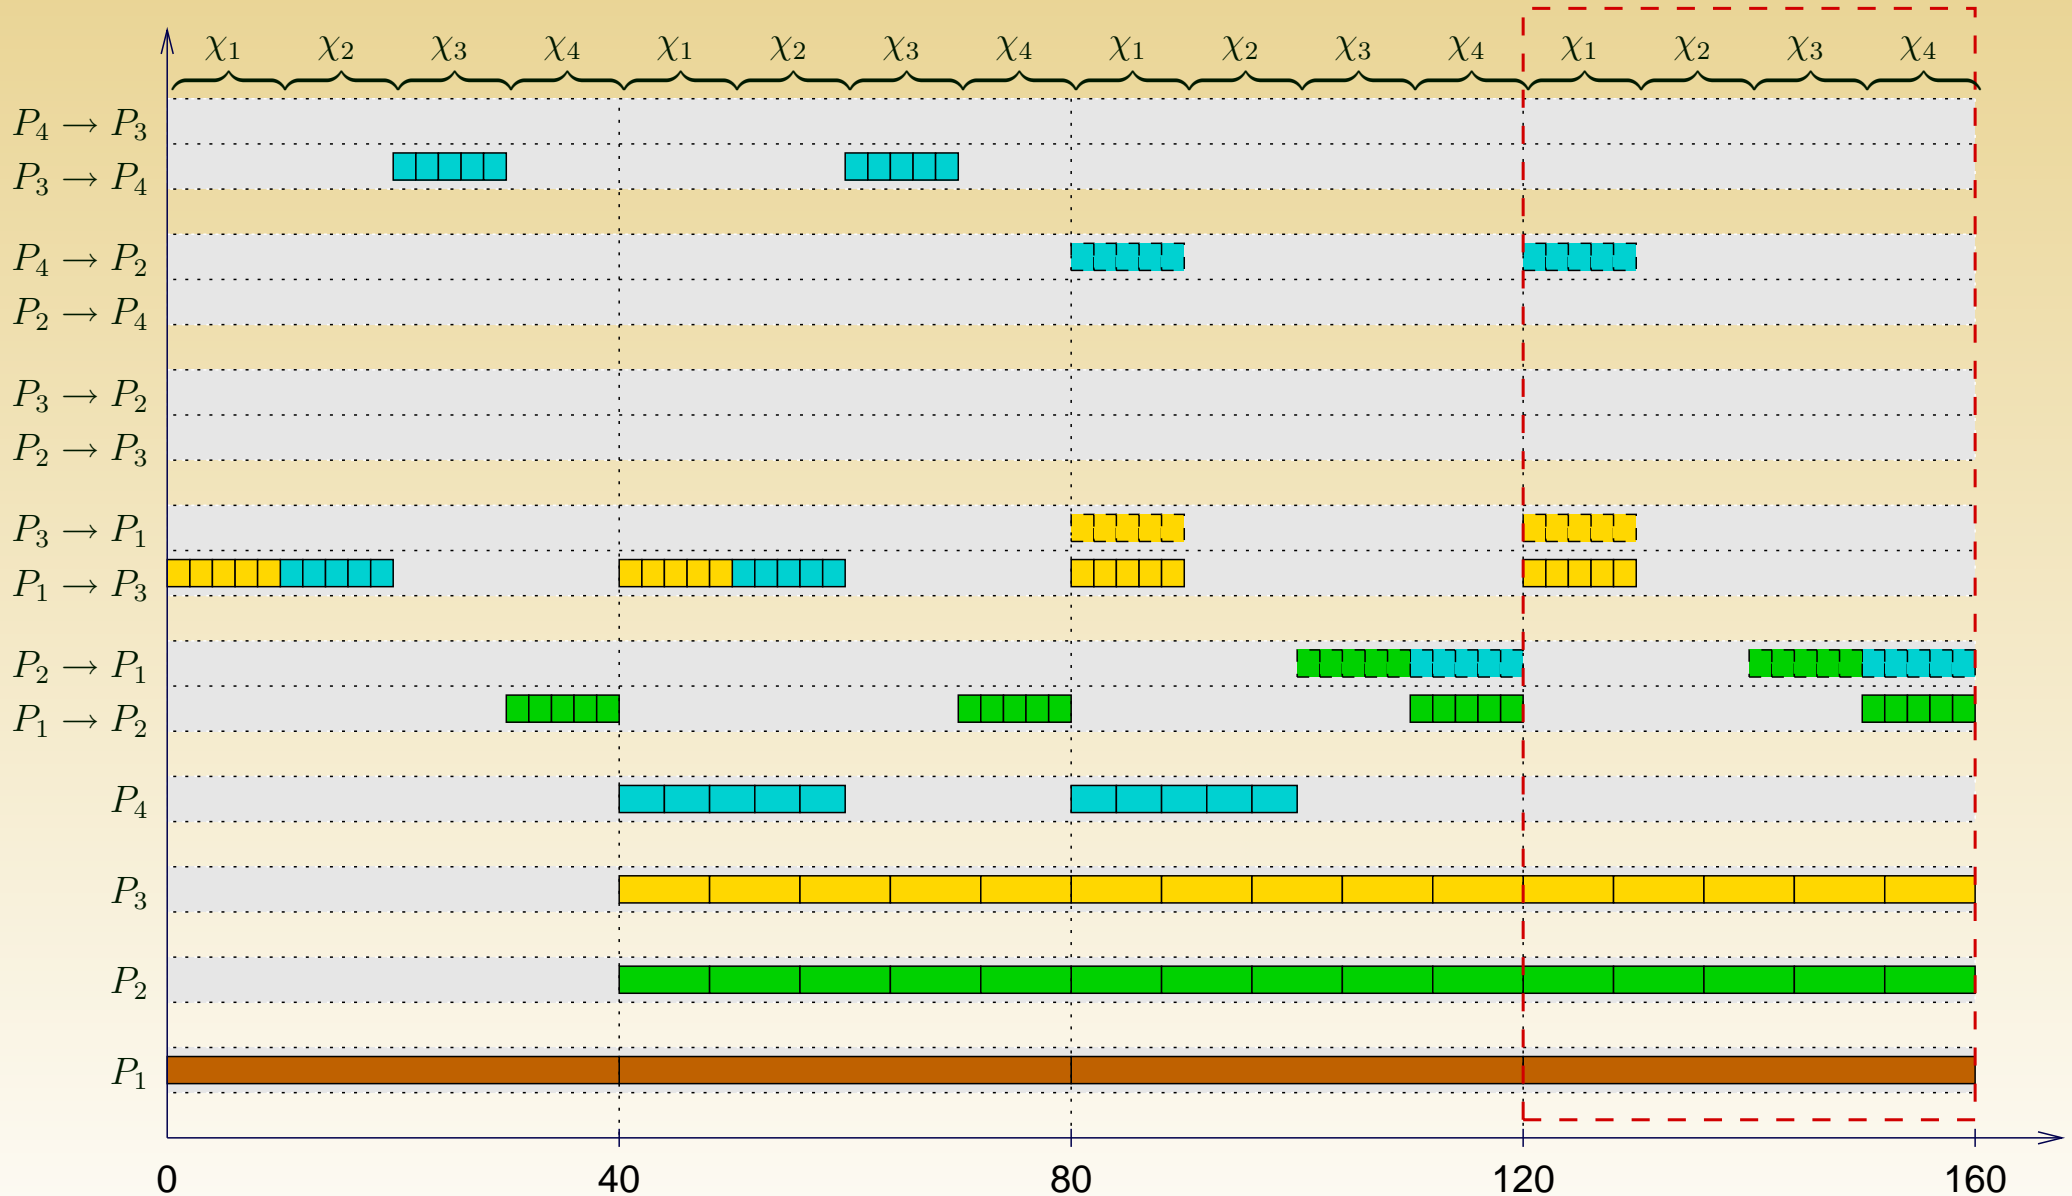 χ1 χ2 χ3 χ4 χ1 χ2 χ3 χ4 χ1 χ2 χ3 χ4 χ1 χ2 χ3 χ4
P4 → P3
P3 → P4
P4 → P2
P2 → P4
P3 → P2
P2 → P3
P3 → P1
P1 → P3
P2 → P1
P1 → P2
P4
P3
P2
P1
0 40 80 120 160